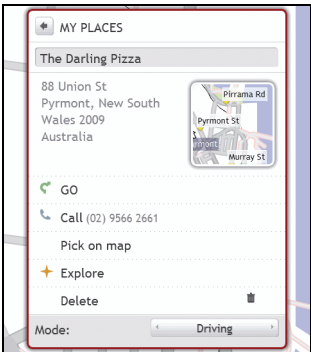 MY PLACES
The Darling Pizza
88 Union St
Pyrmont, New South
Wales 2009
Australia
Pirrama Rd
Pyrmont St
rmont
Murray St
GO
Call (02) 9566 2661
Pick on map
Explore
Delete
Mode: Driving